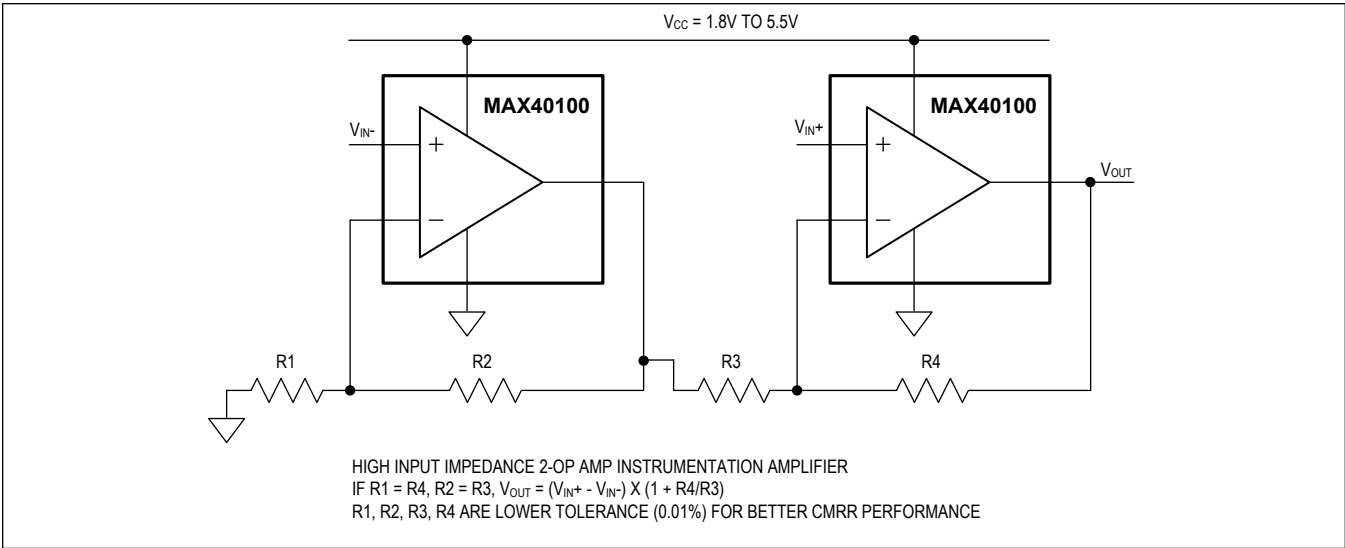 VCC = 1.8V TO 5.5V
MAX40100
MAX40100
VIN-
+
−
VIN+
+
−
VOUT
R1
R2
R3
R4
HIGH INPUT IMPEDANCE 2-OP AMP INSTRUMENTATION AMPLIFIER
IF R1 = R4, R2 = R3, VOUT = (VIN+ - VIN-) X (1 + R4/R3)
R1, R2, R3, R4 ARE LOWER TOLERANCE (0.01%) FOR BETTER CMRR PERFORMANCE